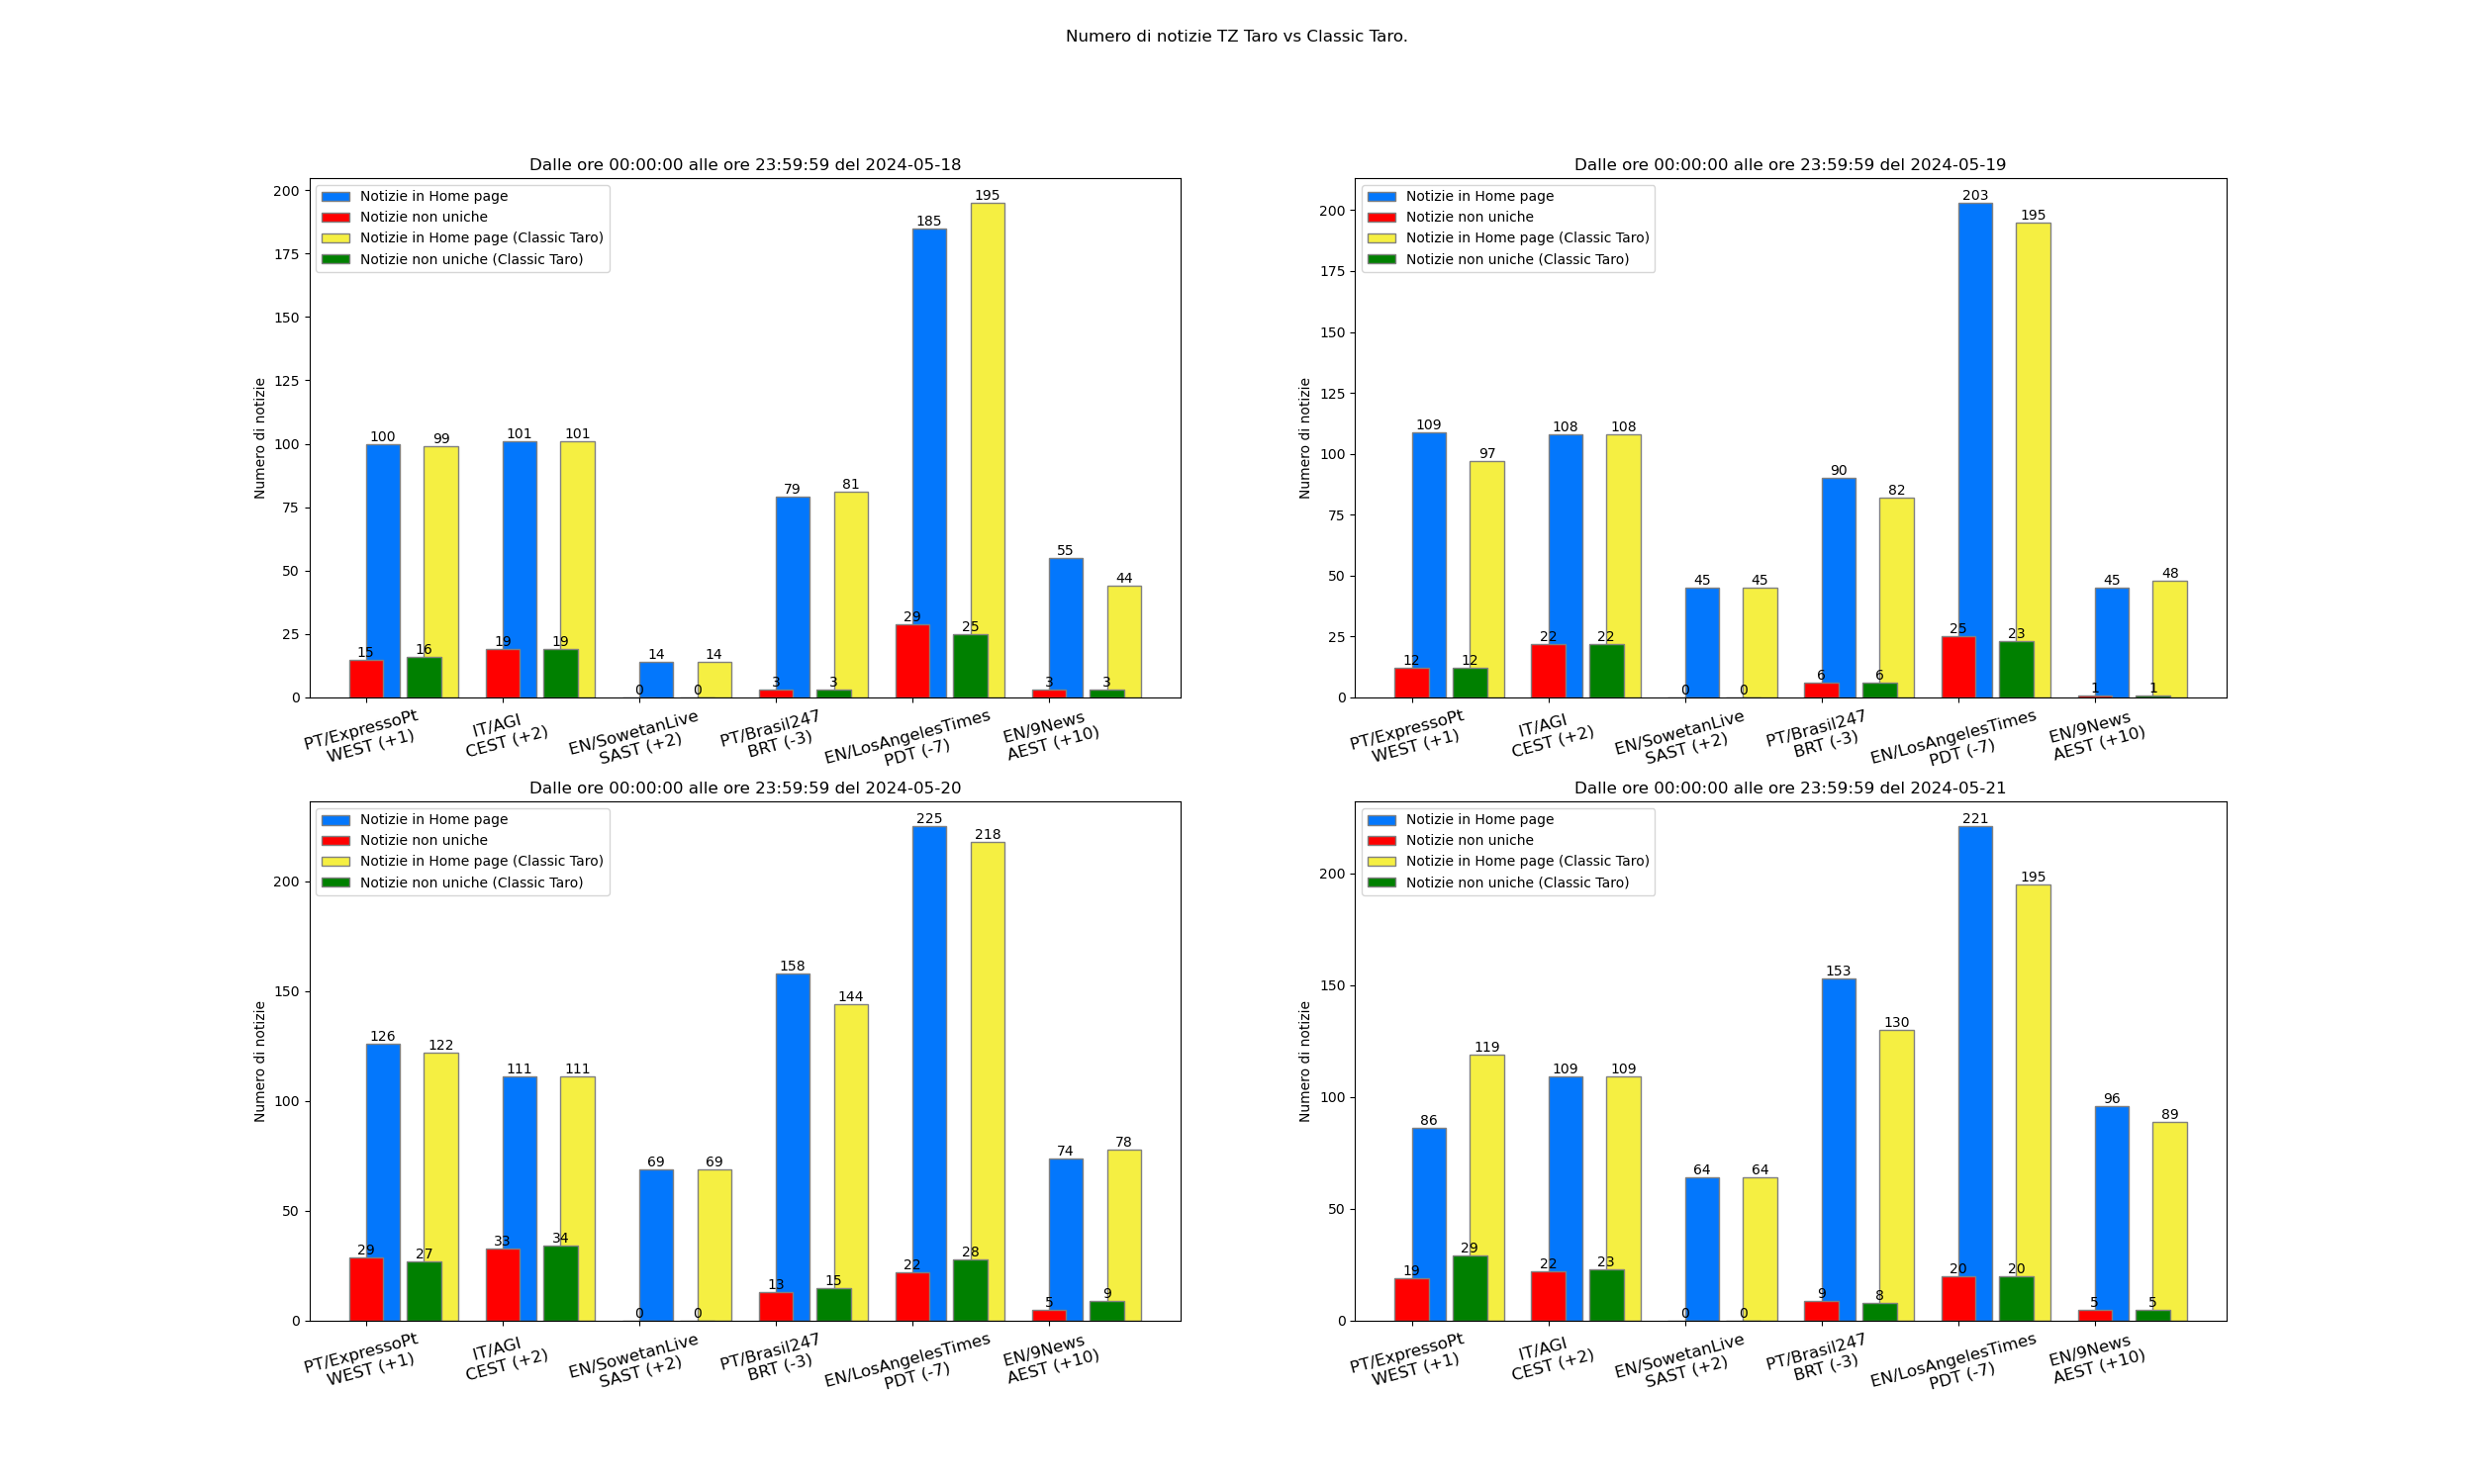 Numero di notizie TZ Taro vs Classic Taro.
Dalle ore 00:00:00 alle ore 23:59:59 del 2024-05-18
Numero di notizie
200
175
150
125
100
75
50
25
0
Notizie in Home page
Notizie non uniche
Notizie in Home page (Classic Taro)
Notizie non uniche (Classic Taro)
15
100
16
99
19
101
19
101
0
14
0
14
3
79
3
81
29
185
25
195
3
55
3
44
PT/ExpressoPt
WEST (+1)
IT/AGI
CEST (+2)
EN/SowetanLive
SAST (+2)
PT/Brasil247
BRT (-3)
EN/LosAngelesTimes
PDT (-7)
EN/9News
AEST (+10)
Dalle ore 00:00:00 alle ore 23:59:59 del 2024-05-19
Numero di notizie
200
175
150
125
100
75
50
25
0
Notizie in Home page
Notizie non uniche
Notizie in Home page (Classic Taro)
Notizie non uniche (Classic Taro)
12
109
12
97
22
108
22
108
0
45
0
45
6
90
6
82
25
203
23
195
1
45
1
48
PT/ExpressoPt
WEST (+1)
IT/AGI
CEST (+2)
EN/SowetanLive
SAST (+2)
PT/Brasil247
BRT (-3)
EN/LosAngelesTimes
PDT (-7)
EN/9News
AEST (+10)
Dalle ore 00:00:00 alle ore 23:59:59 del 2024-05-20
Numero di notizie
200
150
100
50
0
Notizie in Home page
Notizie non uniche
Notizie in Home page (Classic Taro)
Notizie non uniche (Classic Taro)
29
126
27
122
33
111
34
111
0
69
0
69
13
158
15
144
22
225
28
218
5
74
9
78
PT/ExpressoPt
WEST (+1)
IT/AGI
CEST (+2)
EN/SowetanLive
SAST (+2)
PT/Brasil247
BRT (-3)
EN/LosAngelesTimes
PDT (-7)
EN/9News
AEST (+10)
Dalle ore 00:00:00 alle ore 23:59:59 del 2024-05-21
Numero di notizie
200
150
100
50
0
Notizie in Home page
Notizie non uniche
Notizie in Home page (Classic Taro)
Notizie non uniche (Classic Taro)
19
86
29
119
22
109
23
109
0
64
0
64
9
153
8
130
20
221
20
195
5
96
5
89
PT/ExpressoPt
WEST (+1)
IT/AGI
CEST (+2)
EN/SowetanLive
SAST (+2)
PT/Brasil247
BRT (-3)
EN/LosAngelesTimes
PDT (-7)
EN/9News
AEST (+10)